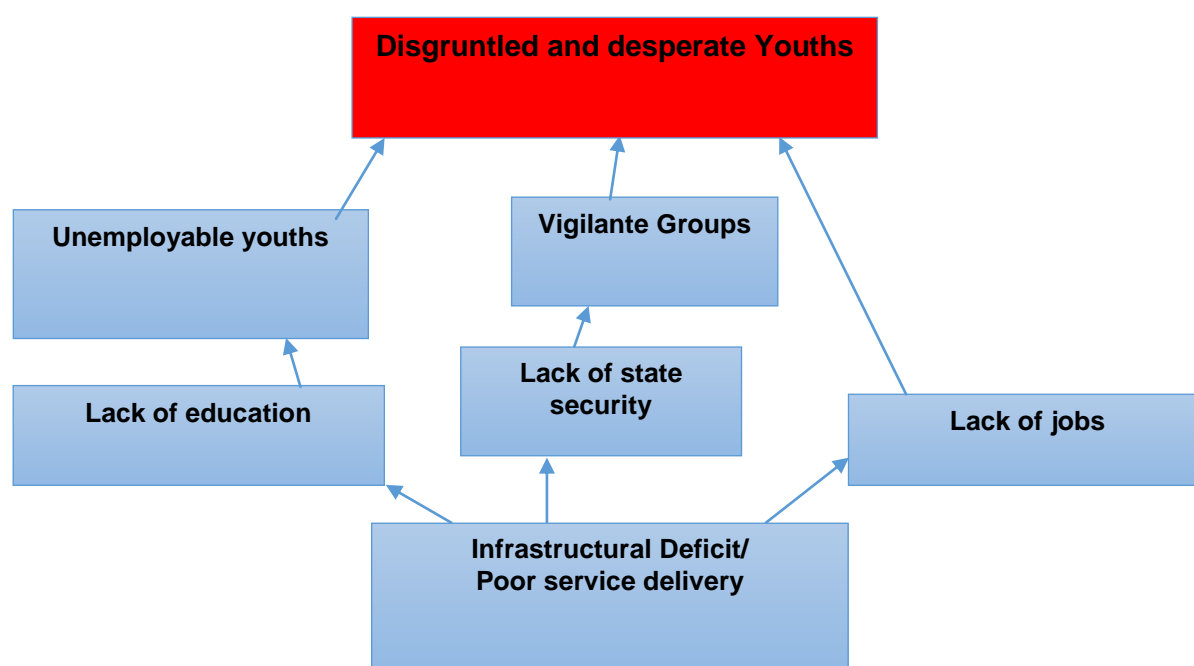 Disgruntled and desperate Youths
Unemployable youths
Vigilante Groups
Lack of education
Lack of state
security
Lack of jobs
Infrastructural Deficit/
Poor service delivery